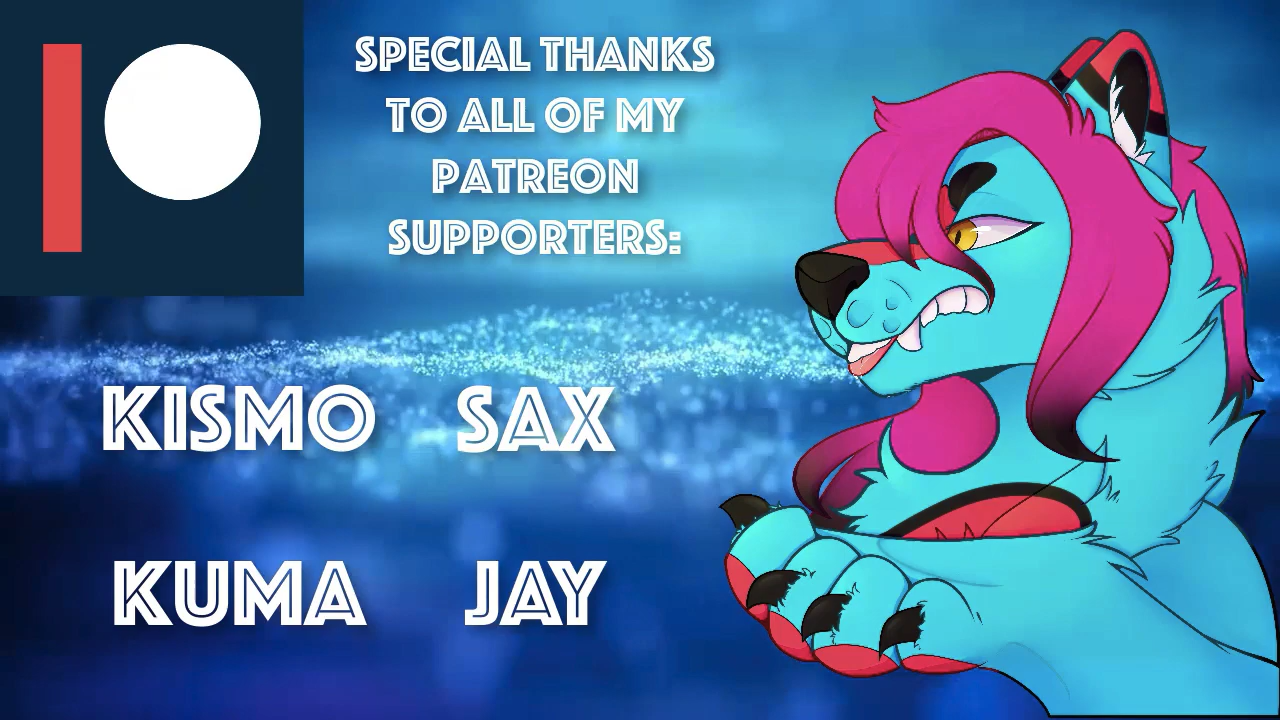 SPECIAL THANKS
TO ALL OF MY
PATREON
SUPPORTERS:
KISMO SAX
KUMA JAY